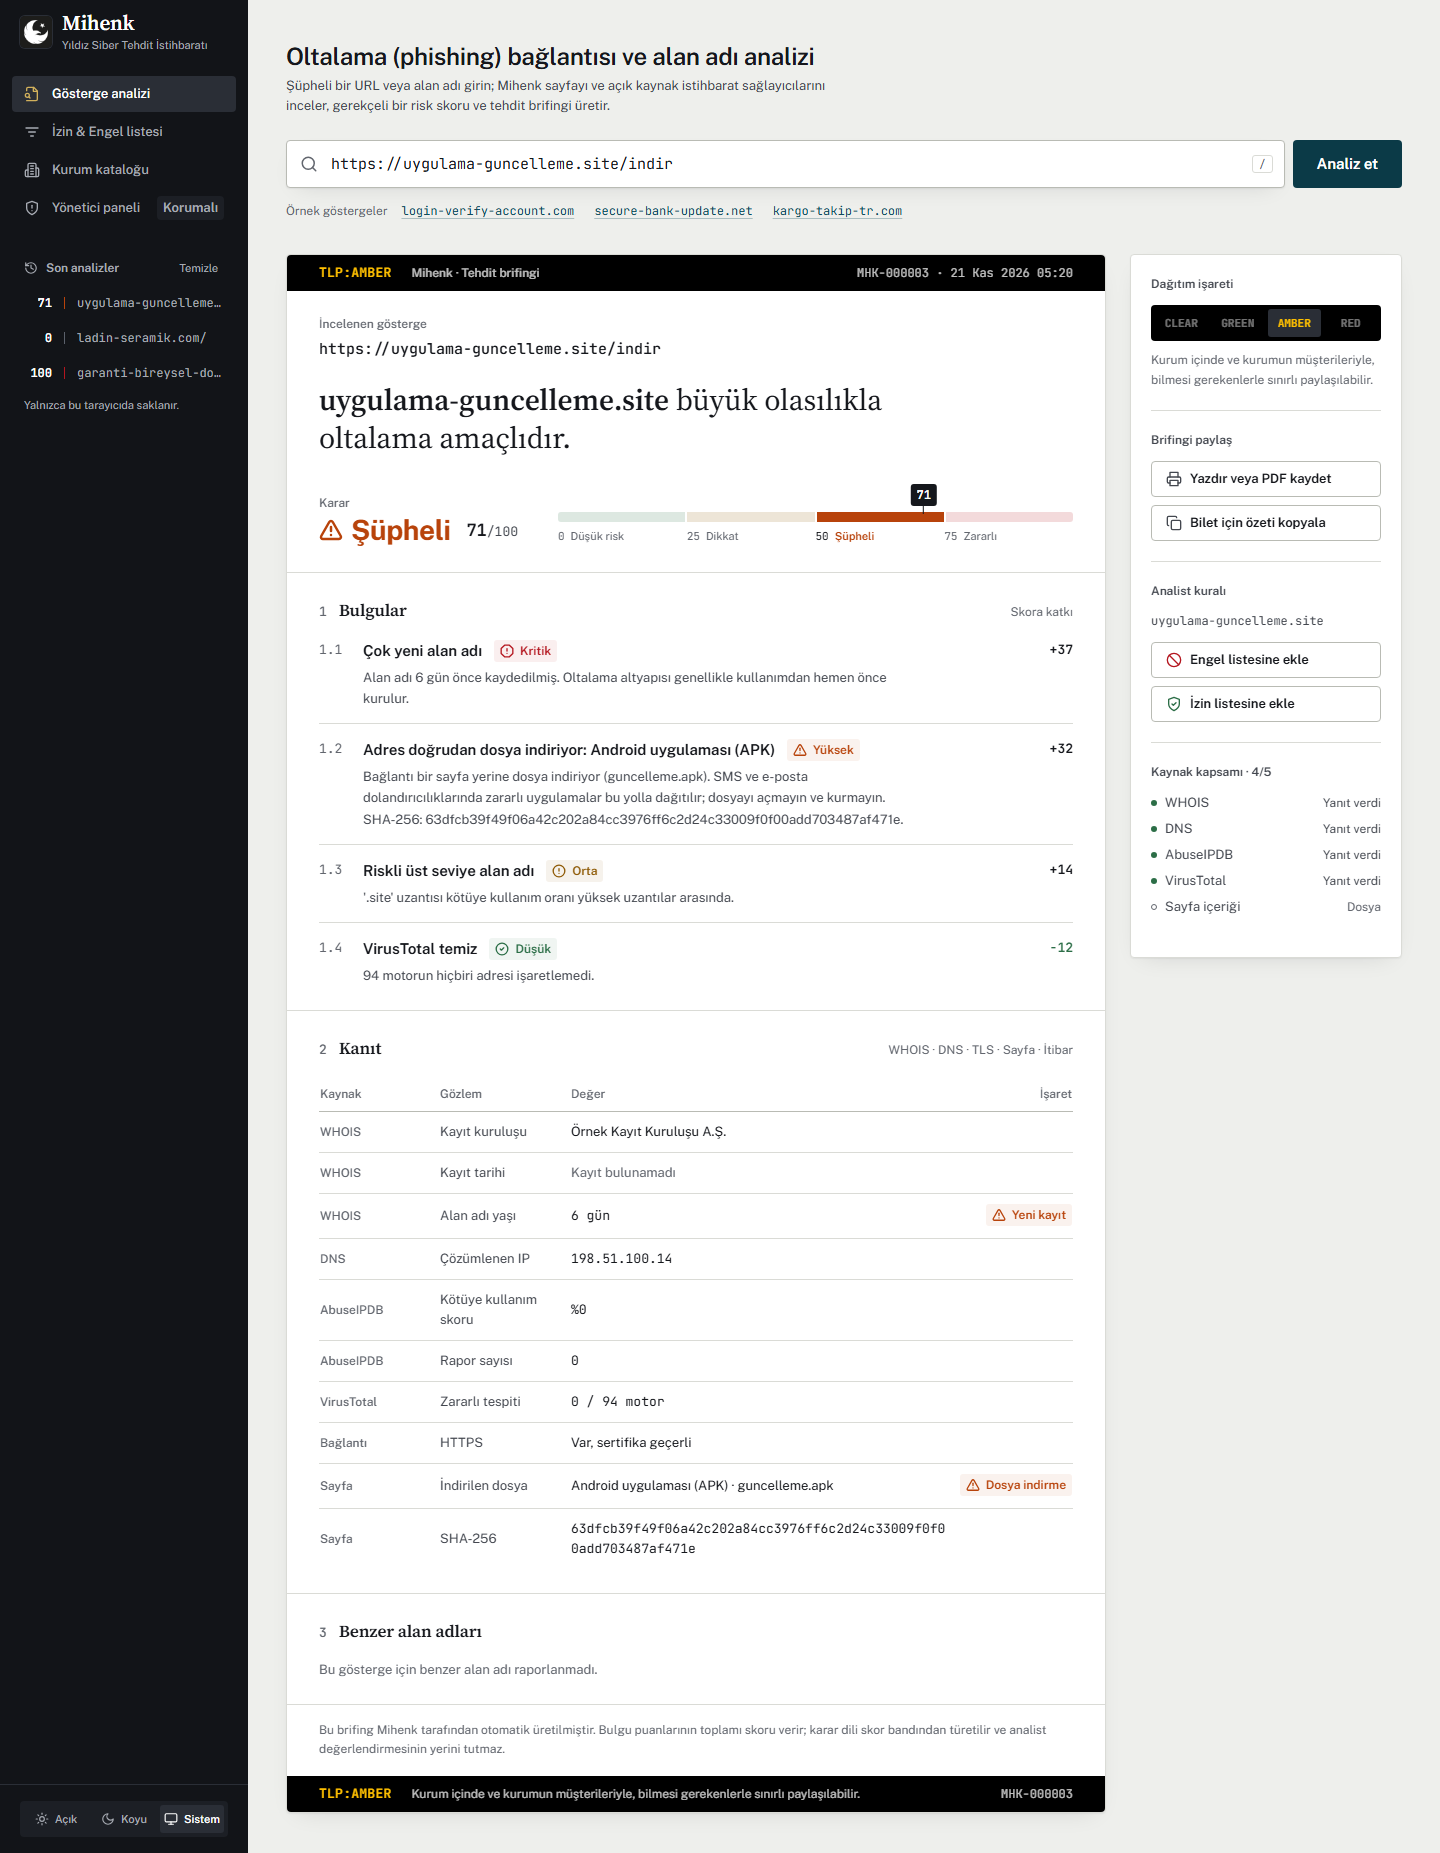 Mihenk
Yıldız Siber Tehdit İstihbaratı
Gösterge analizi
İzin & Engel listesi
Kurum kataloğu
Yönetici paneli Korumalı
Son analizler Temizle
71 uygulama-guncelleme…
0 ladin-seramik.com/
100 garanti-bireysel-do…
Yalnızca bu tarayıcıda saklanır.
Açık Koyu Sistem
Oltalama (phishing) bağlantısı ve alan adı analizi
Şüpheli bir URL veya alan adı girin; Mihenk sayfayı ve açık kaynak istihbarat sağlayıcılarını
inceler, gerekçeli bir risk skoru ve tehdit brifingi üretir.
https://uygulama-guncelleme.site/indir /
Analiz et
Örnek göstergeler login-verify-account.com secure-bank-update.net kargo-takip-tr.com
TLP:AMBER Mihenk · Tehdit brifingi MHK-000003 · 21 Kas 2026 05:20
İncelenen gösterge
https://uygulama-guncelleme.site/indir
uygulama-guncelleme.site büyük olasılıkla
oltalama amaçlıdır.
Karar
Şüpheli 71/100
71
0 Düşük risk 25 Dikkat 50 Şüpheli 75 Zararlı
1 Bulgular Skora katkı
1.1 Çok yeni alan adı Kritik +37
Alan adı 6 gün önce kaydedilmiş. Oltalama altyapısı genellikle kullanımdan hemen önce
kurulur.
1.2 Adres doğrudan dosya indiriyor: Android uygulaması (APK) Yüksek +32
Bağlantı bir sayfa yerine dosya indiriyor (guncelleme.apk). SMS ve e-posta
dolandırıcılıklarında zararlı uygulamalar bu yolla dağıtılır; dosyayı açmayın ve kurmayın.
SHA-256: 63dfcb39f49f06a42c202a84cc3976ff6c2d24c33009f0f00add703487af471e.
1.3 Riskli üst seviye alan adı Orta +14
'.site' uzantısı kötüye kullanım oranı yüksek uzantılar arasında.
1.4 VirusTotal temiz Düşük -12
94 motorun hiçbiri adresi işaretlemedi.
2 Kanıt WHOIS · DNS · TLS · Sayfa · İtibar
Kaynak Gözlem Değer İşaret
WHOIS Kayıt kuruluşu Örnek Kayıt Kuruluşu A.Ş.
WHOIS Kayıt tarihi Kayıt bulunamadı
WHOIS Alan adı yaşı 6 gün Yeni kayıt
DNS Çözümlenen IP 198.51.100.14
AbuseIPDB Kötüye kullanım
skoru %0
AbuseIPDB Rapor sayısı 0
VirusTotal Zararlı tespiti 0 / 94 motor
Bağlantı HTTPS Var, sertifika geçerli
Sayfa İndirilen dosya Android uygulaması (APK) · guncelleme.apk Dosya indirme
Sayfa SHA-256 63dfcb39f49f06a42c202a84cc3976ff6c2d24c33009f0f0
0add703487af471e
3 Benzer alan adları
Bu gösterge için benzer alan adı raporlanmadı.
Bu brifing Mihenk tarafından otomatik üretilmiştir. Bulgu puanlarının toplamı skoru verir; karar dili skor bandından türetilir ve analist
değerlendirmesinin yerini tutmaz.
TLP:AMBER Kurum içinde ve kurumun müşterileriyle, bilmesi gerekenlerle sınırlı paylaşılabilir. MHK-000003
Dağıtım işareti
CLEAR GREEN AMBER RED
Kurum içinde ve kurumun müşterileriyle,
bilmesi gerekenlerle sınırlı paylaşılabilir.
Brifingi paylaş
Yazdır veya PDF kaydet
Bilet için özeti kopyala
Analist kuralı
uygulama-guncelleme.site
Engel listesine ekle
İzin listesine ekle
Kaynak kapsamı · 4/5
WHOIS Yanıt verdi
DNS Yanıt verdi
AbuseIPDB Yanıt verdi
VirusTotal Yanıt verdi
Sayfa içeriği Dosya